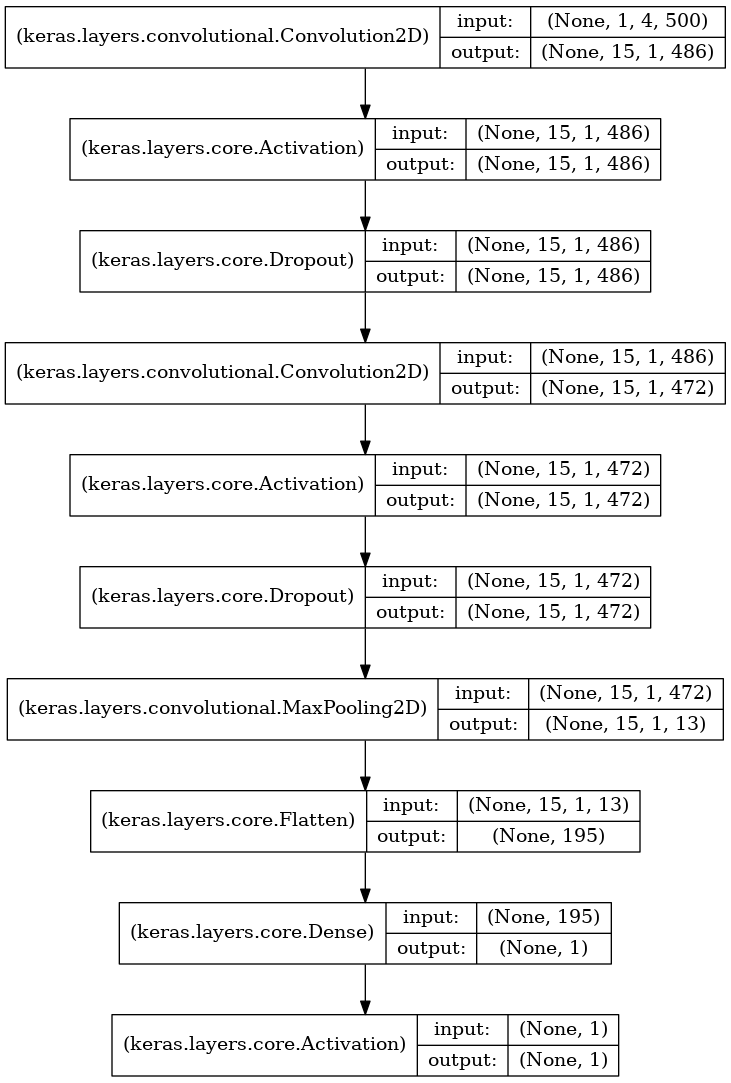 (keras.layers.convolutional.Convolution2D)
input: (None, 1, 4, 500)
output: (None, 15, 1, 486)
(keras.layers.core.Activation)
input: (None, 15, 1, 486)
output: (None, 15, 1, 486)
(keras.layers.core.Dropout)
input: (None, 15, 1, 486)
output: (None, 15, 1, 486)
(keras.layers.convolutional.Convolution2D)
input: (None, 15, 1, 486)
output: (None, 15, 1, 472)
(keras.layers.core.Activation)
input: (None, 15, 1, 472)
output: (None, 15, 1, 472)
(keras.layers.core.Dropout)
input: (None, 15, 1, 472)
output: (None, 15, 1, 472)
(keras.layers.convolutional.MaxPooling2D)
input: (None, 15, 1, 472)
output: (None, 15, 1, 13)
(keras.layers.core.Flatten)
input: (None, 15, 1, 13)
output: (None, 195)
(keras.layers.core.Dense)
input: (None, 195)
output: (None, 1)
(keras.layers.core.Activation)
input: (None, 1)
output: (None, 1)